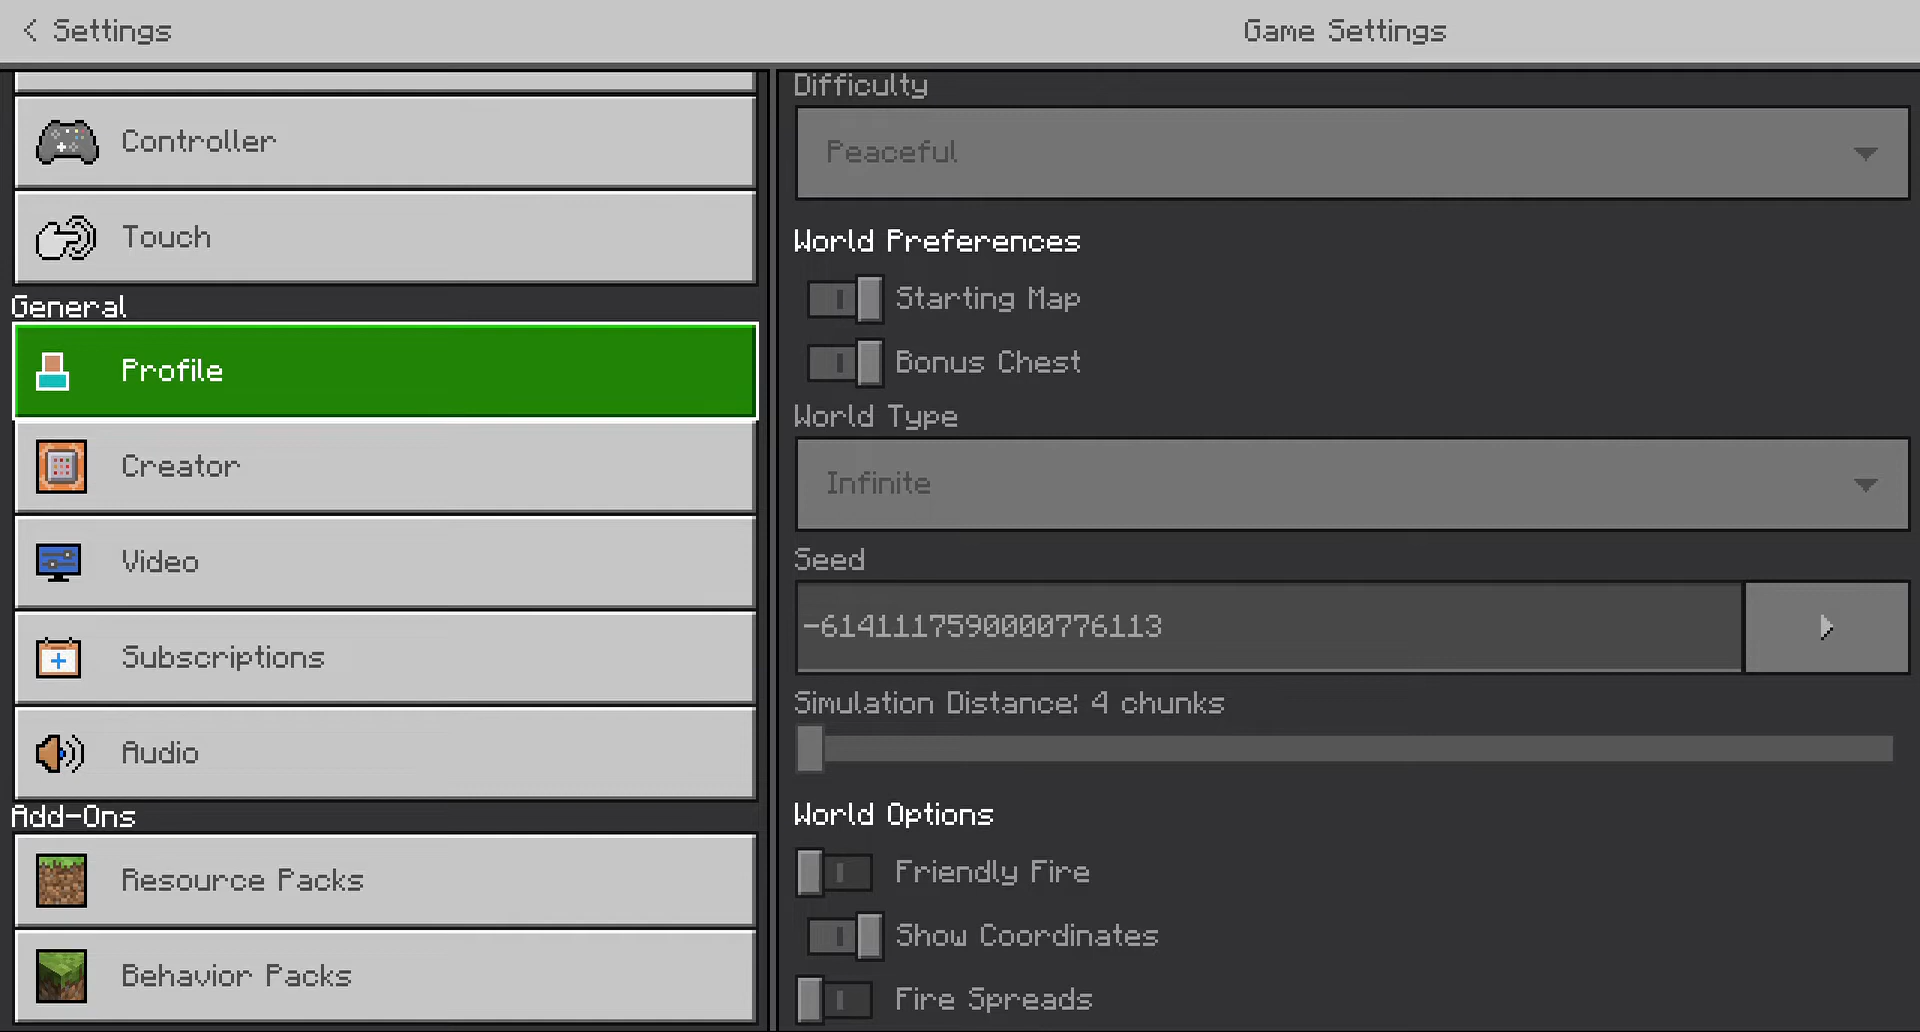 Settings
Game Settings
Controller
Touch
General
Profile
Creator
Video
Subscriptions
Audio
Add-Ons
Resource Packs
Behavior Packs
Difficulty
Peaceful
World Preferences
Starting Map
Bonus Chest
World Type
Infinite
Seed
-6141117590000776113
Simulation Distance: 4 chunks
World Options
Friendly Fire
Show Coordinates
Fire Spreads